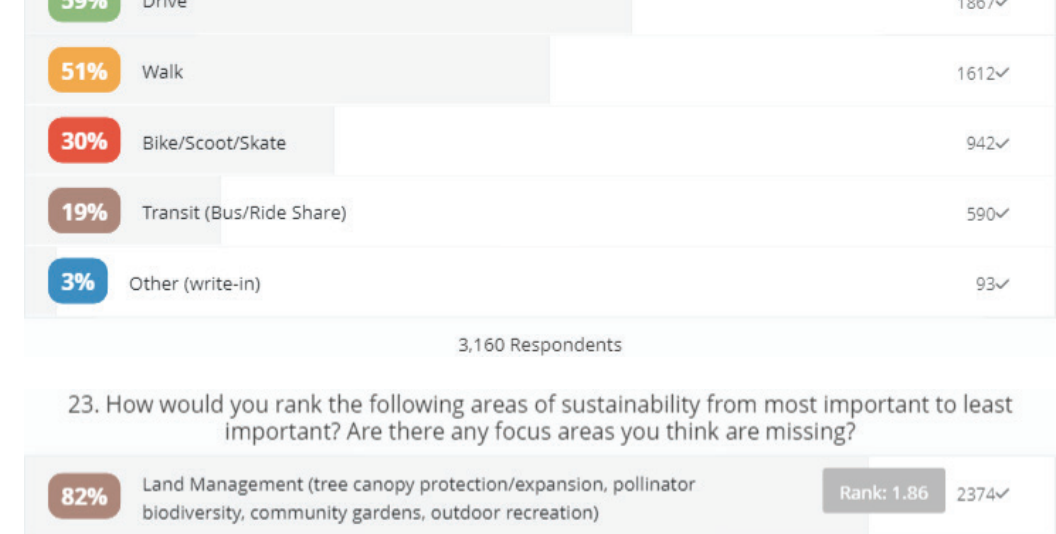 59% Drive 1867✓
51% Walk 1612✓
30% Bike/Scoot/Skate 942✓
19% Transit (Bus/Ride Share) 590✓
3% Other (write-in) 93✓
3,160 Respondents
23. How would you rank the following areas of sustainability from most important to least
important? Are there any focus areas you think are missing?
82% Land Management (tree canopy protection/expansion, pollinator
biodiversity, community gardens, outdoor recreation) Rank: 1.86 2374✓